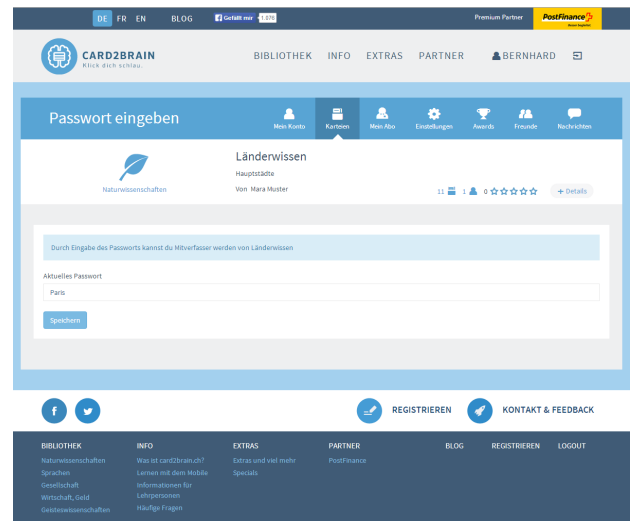 DE FR EN BLOG Gefällt mir 1.076 Premium Partner PostFinance
CARD2BRAIN
Klick dich schlau.
BIBLIOTHEK INFO EXTRAS PARTNER BERNHARD
Passwort eingeben
Mein Konto Karteien Mein Abo Einstellungen Awards Freunde Nachrichten
Länderwissen
Hauptstädte
Naturwissenschaften
Von Mara Muster
11 1 0 + Details
Durch Eingabe des Passworts kannst du Mitverfasser werden von Länderwissen
Aktuelles Passwort
Paris
Speichern
REGISTRIEREN KONTAKT & FEEDBACK
BIBLIOTHEK INFO EXTRAS PARTNER BLOG REGISTRIEREN LOGOUT
Naturwissenschaften Was ist card2brain.ch? Extras und viel mehr PostFinance
Sprachen Lernen mit dem Mobile Specials
Gesellschaft Informationen für
Wirtschaft, Geld Lehrpersonen
Geisteswissenschaften Häufige Fragen